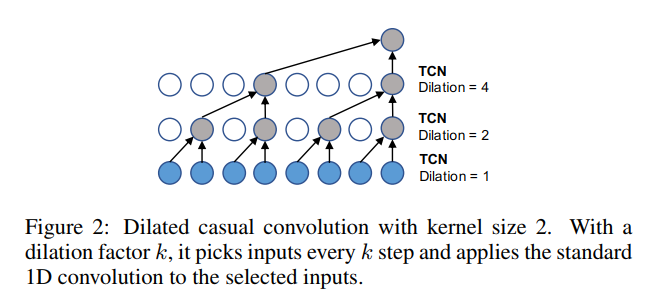 TCN
Dilation = 4
TCN
Dilation = 2
TCN
Dilation = 1
Figure 2: Dilated casual convolution with kernel size 2. With a
dilation factor k, it picks inputs every k step and applies the standard
1D convolution to the selected inputs.